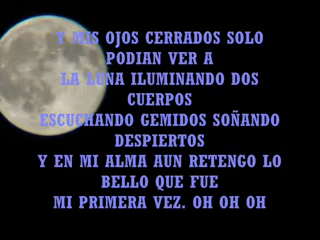 Y MIS OJOS CERRADOS SOLO
PODIAN VER A
LA LUNA ILUMINANDO DOS
CUERPOS
ESCUCHANDO GEMIDOS SOÑANDO
DESPIERTOS
Y EN MI ALMA AUN RETENGO LO
BELLO QUE FUE
MI PRIMERA VEZ. OH OH OH